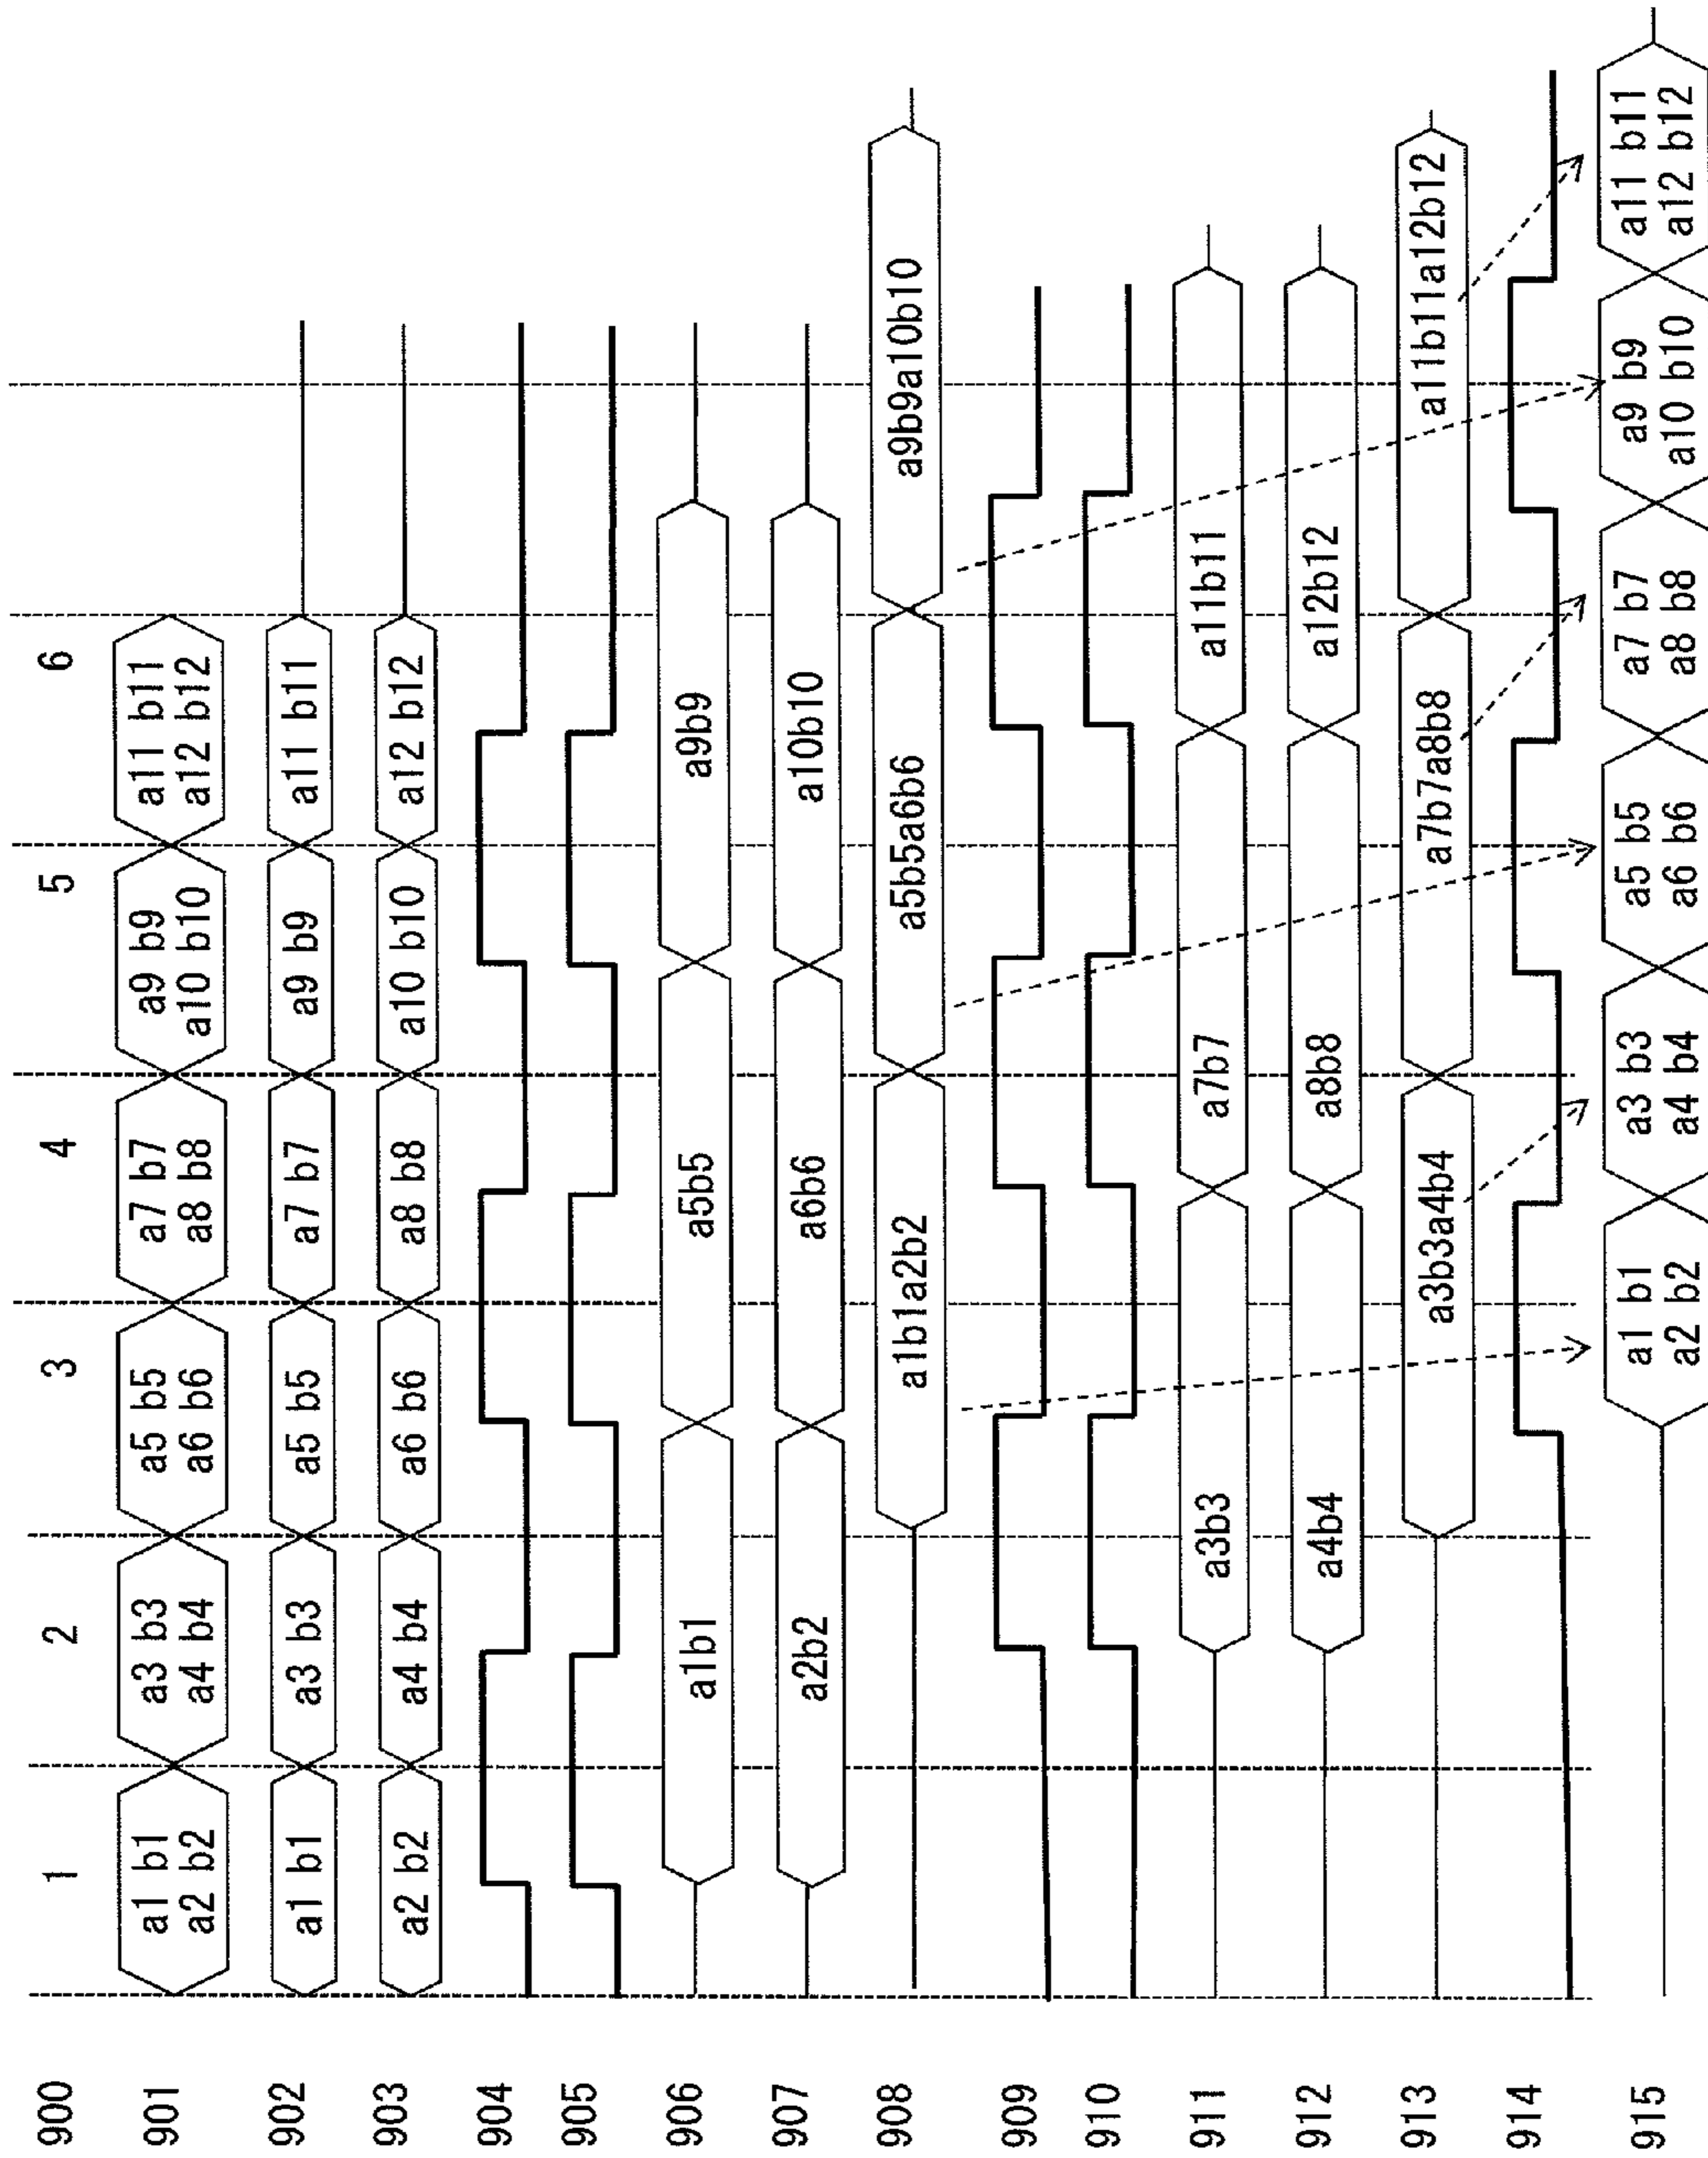 900
1
2
3
4
5
6
901
a1 b1
a2 b2
a3 b3
a4 b4
a5 b5
a6 b6
a7 b7
a8 b8
a9 b9
a10 b10
a11 b11
a12 b12
902
a1 b1
a3 b3
a5 b5
a7 b7
a9 b9
a11 b11
903
a2 b2
a4 b4
a6 b6
a8 b8
a10 b10
a12 b12
904
905
906
a1b1
a5b5
a9b9
907
a2b2
a6b6
a10b10
908
a1b1a2b2
a5b5a6b6
a9b9a10b10
909
910
911
a3b3
a7b7
a11b11
912
a4b4
a8b8
a12b12
913
a3b3a4b4
a7b7a8b8
a11b11a12b12
914
915
a1 b1
a2 b2
a3 b3
a4 b4
a5 b5
a6 b6
a7 b7
a8 b8
a9 b9
a10 b10
a11 b11
a12 b12